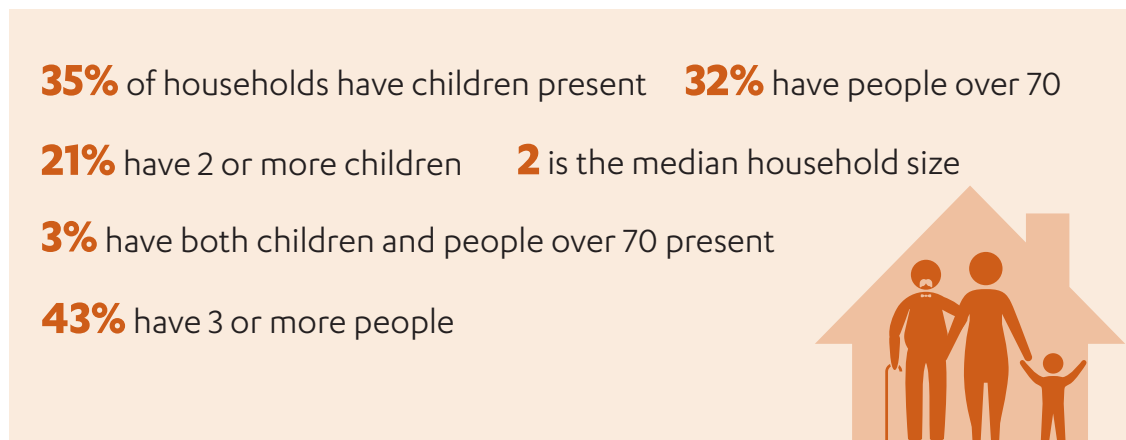 35% of households have children present 32% have people over 70
21% have 2 or more children 2 is the median household size
3% have both children and people over 70 present
43% have 3 or more people